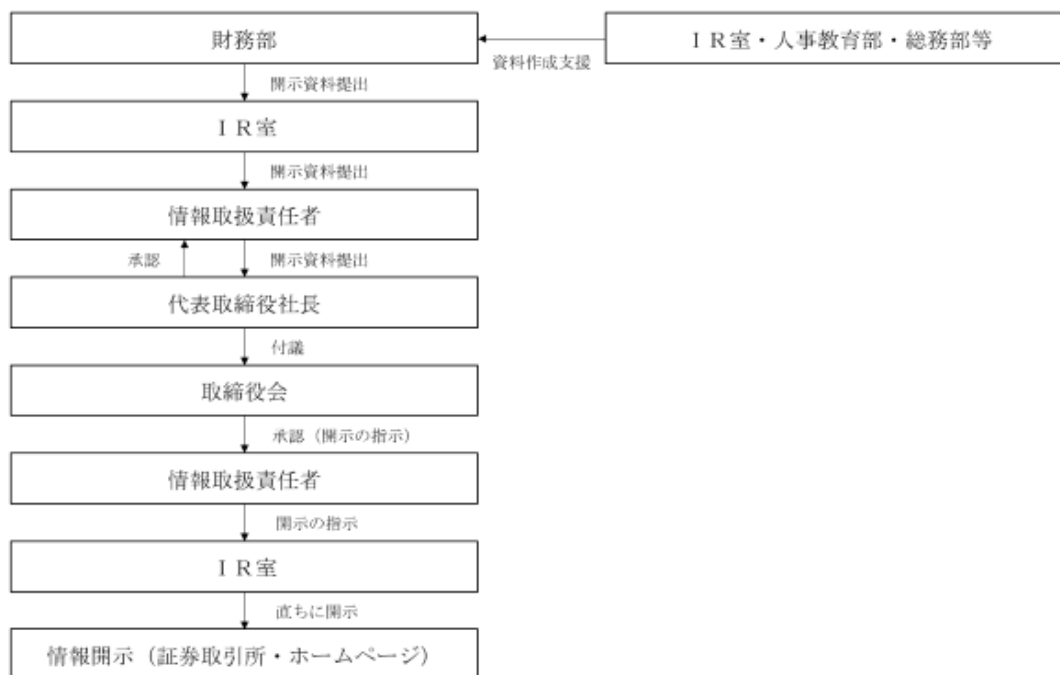 財務部
ＩＲ室・人事教育部・総務部等
資料作成支援
開示資料提出
ＩＲ室
開示資料提出
情報取扱責任者
承認
開示資料提出
代表取締役社長
付議
取締役会
承認（開示の指示）
情報取扱責任者
開示の指示
ＩＲ室
直ちに開示
情報開示（証券取引所・ホームページ）